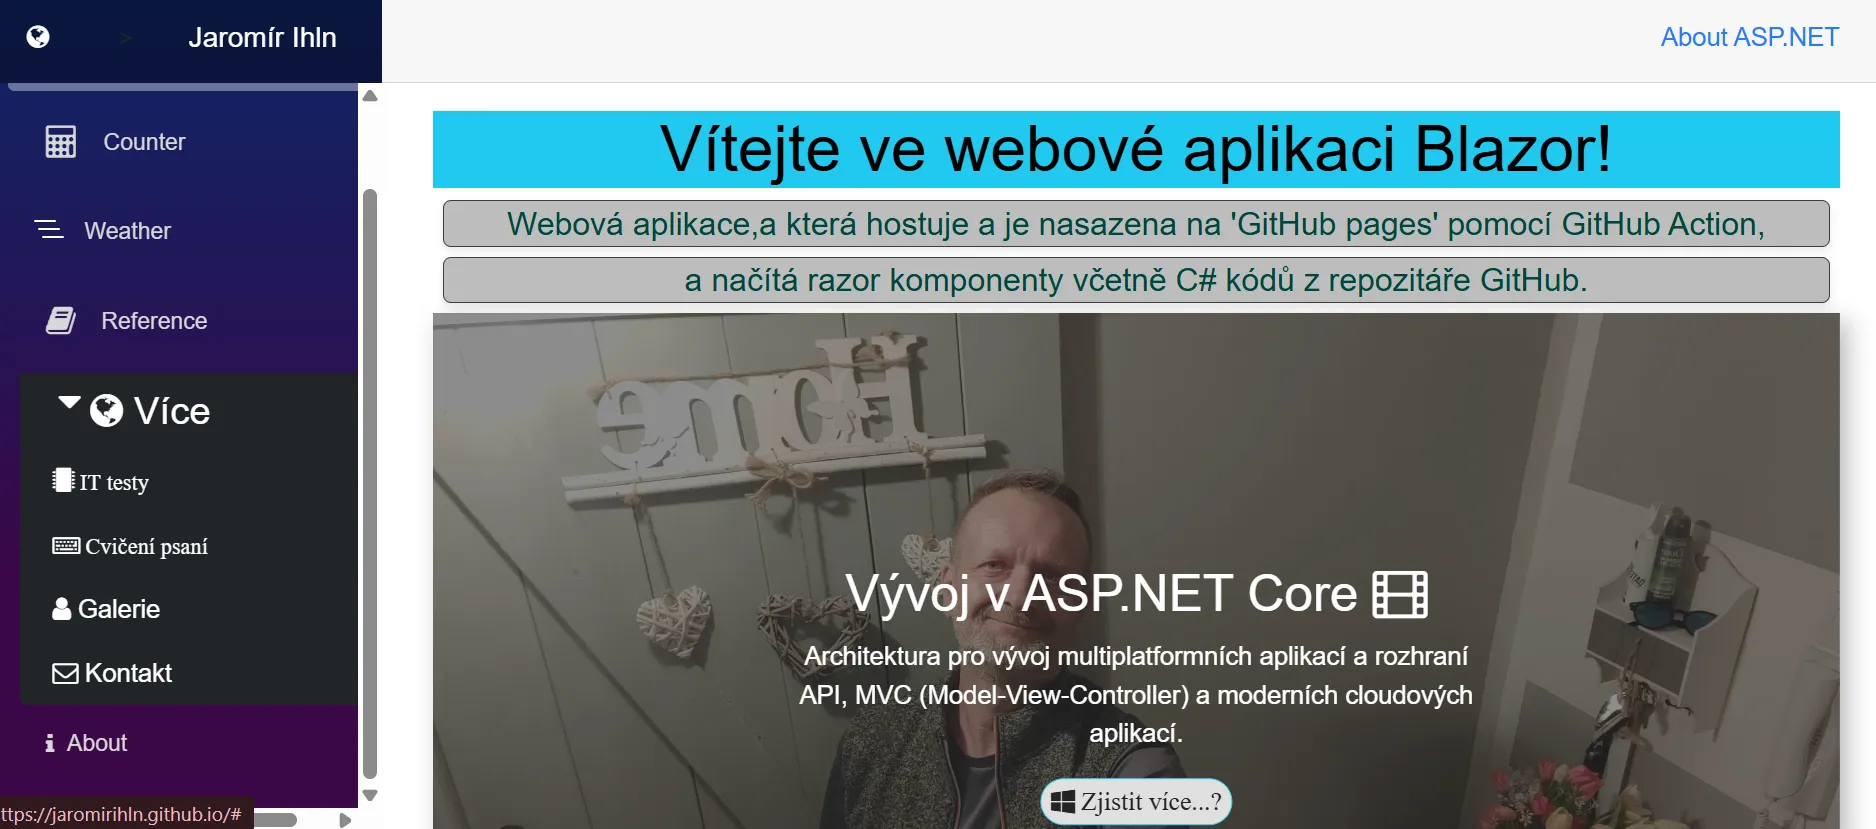 > Jaromír Ihln
About ASP.NET
Counter
Weather
Reference
Více
IT testy
Cvičení psaní
Galerie
Kontakt
About
ttps://jaromirihln.github.io/#
Vítejte ve webové aplikaci Blazor!
Webová aplikace,a která hostuje a je nasazena na 'GitHub pages' pomocí GitHub Action,
a načítá razor komponenty včetně C# kódů z repozitáře GitHub.
Home
Vývoj v ASP.NET Core
Architektura pro vývoj multiplatformních aplikací a rozhraní
API, MVC (Model-View-Controller) a moderních cloudových
aplikací.
Zjistit více...?